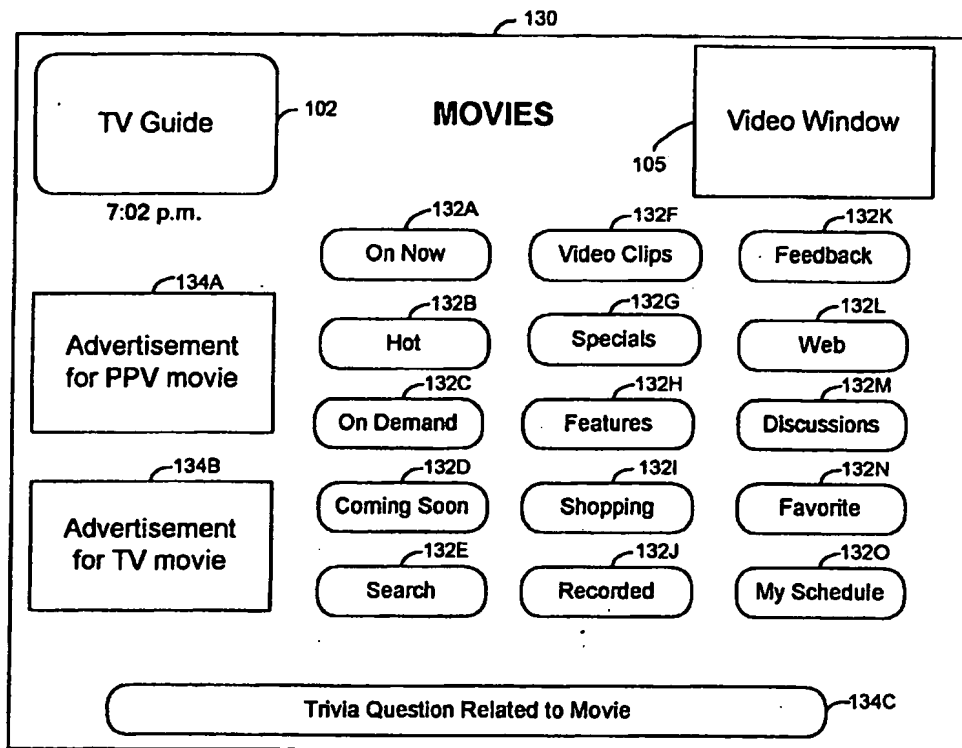 130
TV Guide
102
MOVIES
Video Window
105
7:02 p.m.
132A
132F
132K
On Now
Video Clips
Feedback
134A
132B
132G
132L
Advertisement
for PPV movie
Hot
Specials
Web
132C
132H
132M
On Demand
Features
Discussions
134B
132D
132I
132N
Advertisement
for TV movie
Coming Soon
Shopping
Favorite
132E
132J
132O
Search
Recorded
My Schedule
Trivia Question Related to Movie
134C